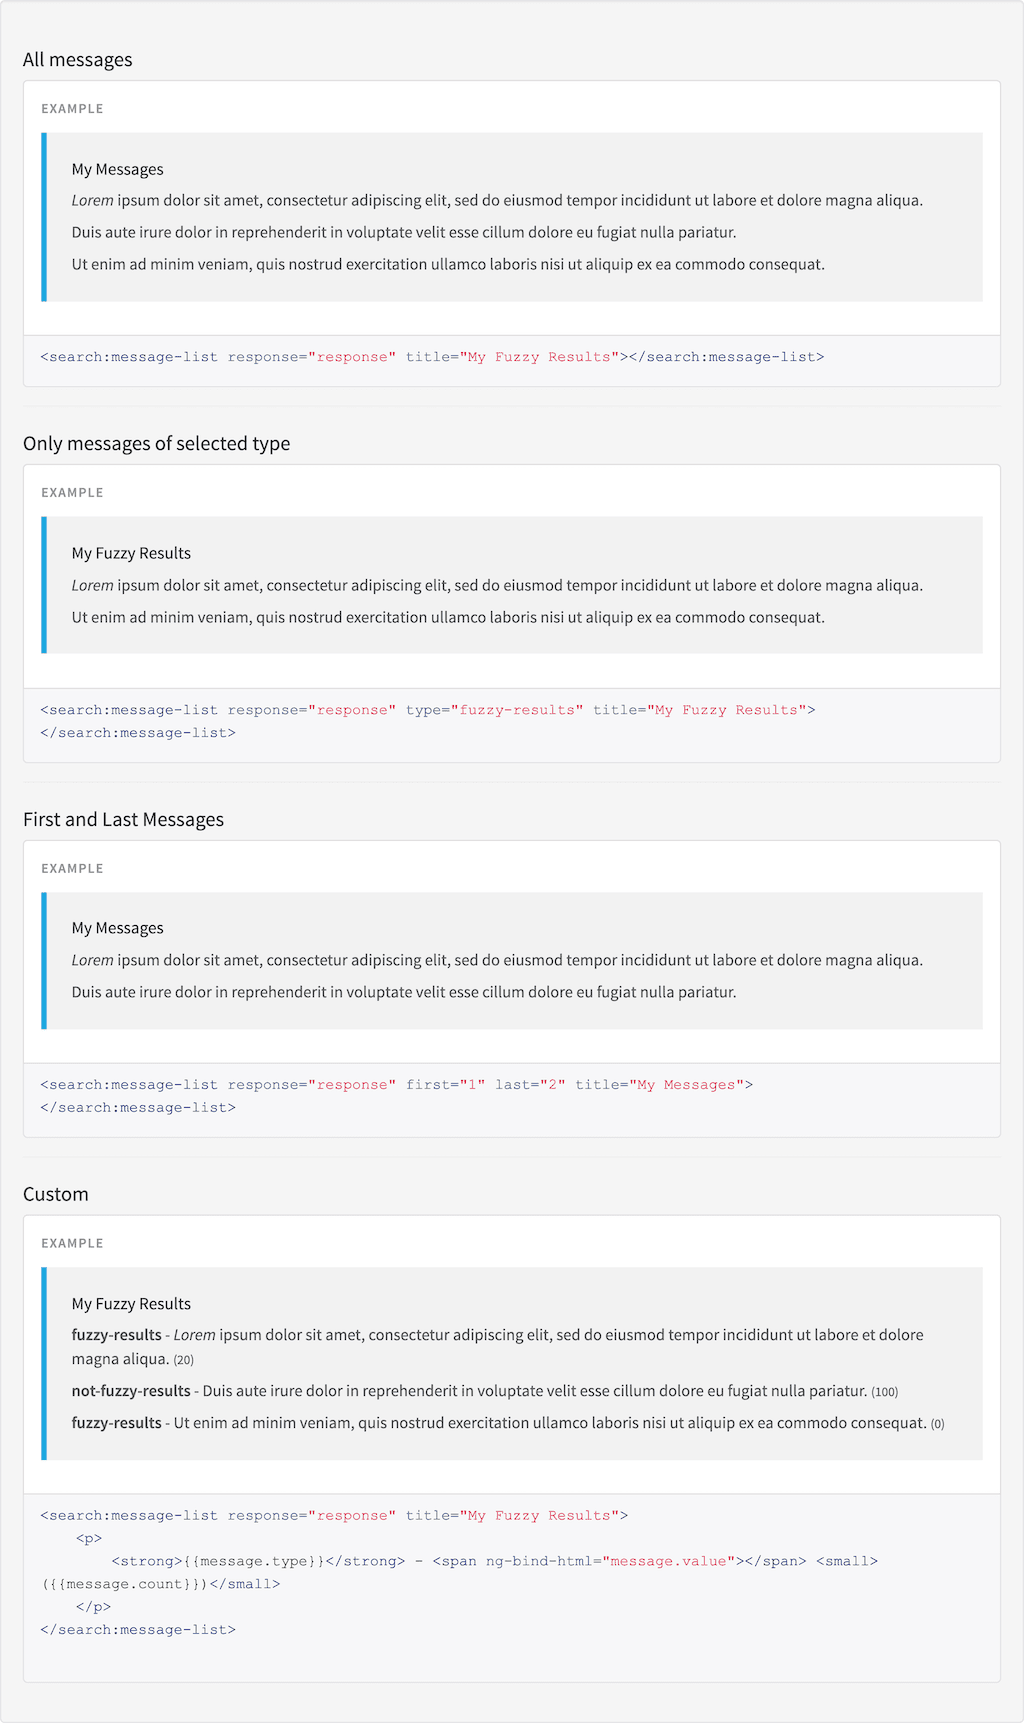 All messages
EXAMPLE
My Messages
Lorem ipsum dolor sit amet, consectetur adipiscing elit, sed do eiusmod tempor incididunt ut labore et dolore magna aliqua.
Duis aute irure dolor in reprehenderit in voluptate velit esse cillum dolore eu fugiat nulla pariatur.
Ut enim ad minim veniam, quis nostrud exercitation ullamco laboris nisi ut aliquip ex ea commodo consequat.
<search:message-list response="response" title="My Fuzzy Results"></search:message-list>
Only messages of selected type
EXAMPLE
My Fuzzy Results
Lorem ipsum dolor sit amet, consectetur adipiscing elit, sed do eiusmod tempor incididunt ut labore et dolore magna aliqua.
Ut enim ad minim veniam, quis nostrud exercitation ullamco laboris nisi ut aliquip ex ea commodo consequat.
<search:message-list response="response" type="fuzzy-results" title="My Fuzzy Results">
</search:message-list>
First and Last Messages
EXAMPLE
My Messages
Lorem ipsum dolor sit amet, consectetur adipiscing elit, sed do eiusmod tempor incididunt ut labore et dolore magna aliqua.
Duis aute irure dolor in reprehenderit in voluptate velit esse cillum dolore eu fugiat nulla pariatur.
<search:message-list response="response" first="1" last="2" title="My Messages">
</search:message-list>
Custom
EXAMPLE
My Fuzzy Results
fuzzy-results - Lorem ipsum dolor sit amet, consectetur adipiscing elit, sed do eiusmod tempor incididunt ut labore et dolore
magna aliqua. (20)
not-fuzzy-results - Duis aute irure dolor in reprehenderit in voluptate velit esse cillum dolore eu fugiat nulla pariatur. (100)
fuzzy-results - Ut enim ad minim veniam, quis nostrud exercitation ullamco laboris nisi ut aliquip ex ea commodo consequat. (0)
<search:message-list response="response" title="My Fuzzy Results">
    <p>
        <strong>{{message.type}}</strong> - <span ng-bind-html="message.value"></span> <small>
({{message.count}})</small>
    </p>
</search:message-list>